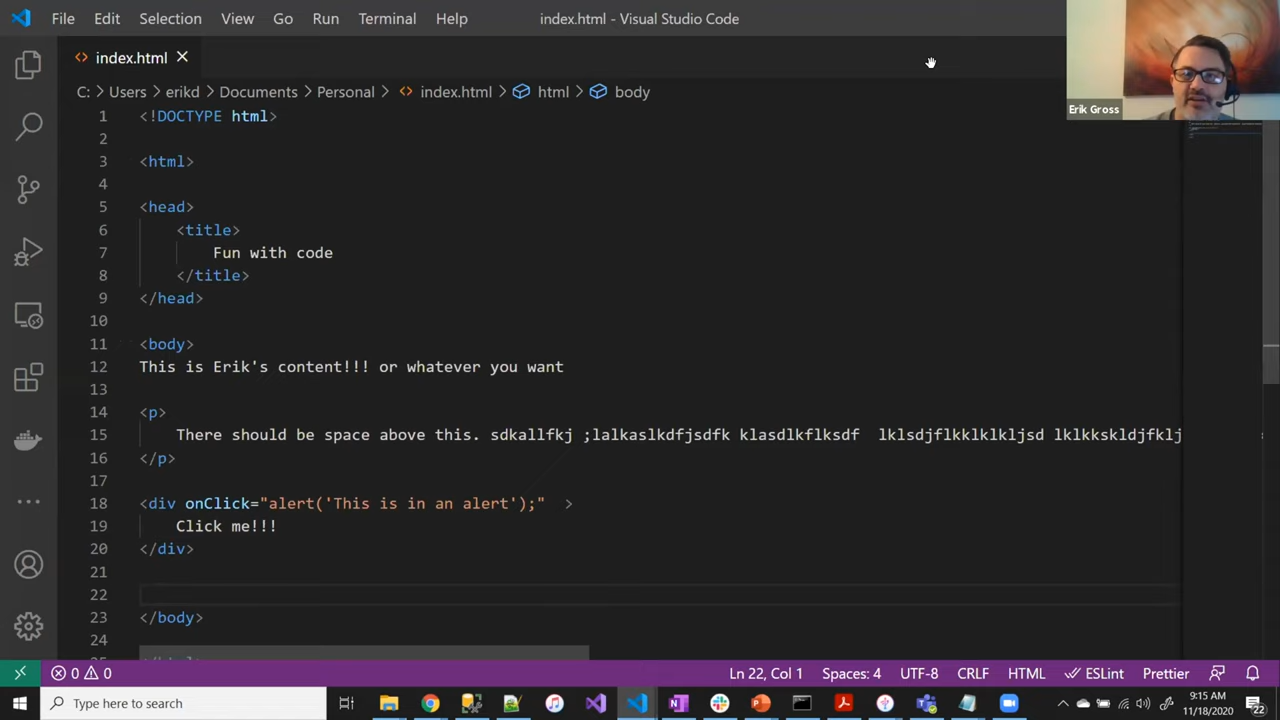 File Edit Selection View Go Run Terminal Help index.html - Visual Studio Code
index.html
C: > Users > erikd > Documents > Personal > index.html > html > body
Erik Gross
1 <!DOCTYPE html>
2
3 <html>
4
5 <head>
6 <title>
7 Fun with code
8 </title>
9 </head>
10
11 <body>
12 This is Erik's content!!! or whatever you want
13
14 <p>
15 There should be space above this. sdkallfkj ;lalkaslkdfjsdfk klasdlkflksdf lklsdjflkklklkljsd lklkkskldjfklj
16 </p>
17
18 <div onClick="alert('This is in an alert');" >
19 Click me!!!
20 </div>
21
22
23 </body>
24
0 0 Ln 22, Col 1 Spaces: 4 UTF-8 CRLF HTML ESLint Prettier
Type here to search
9:15 AM
11/18/2020
22